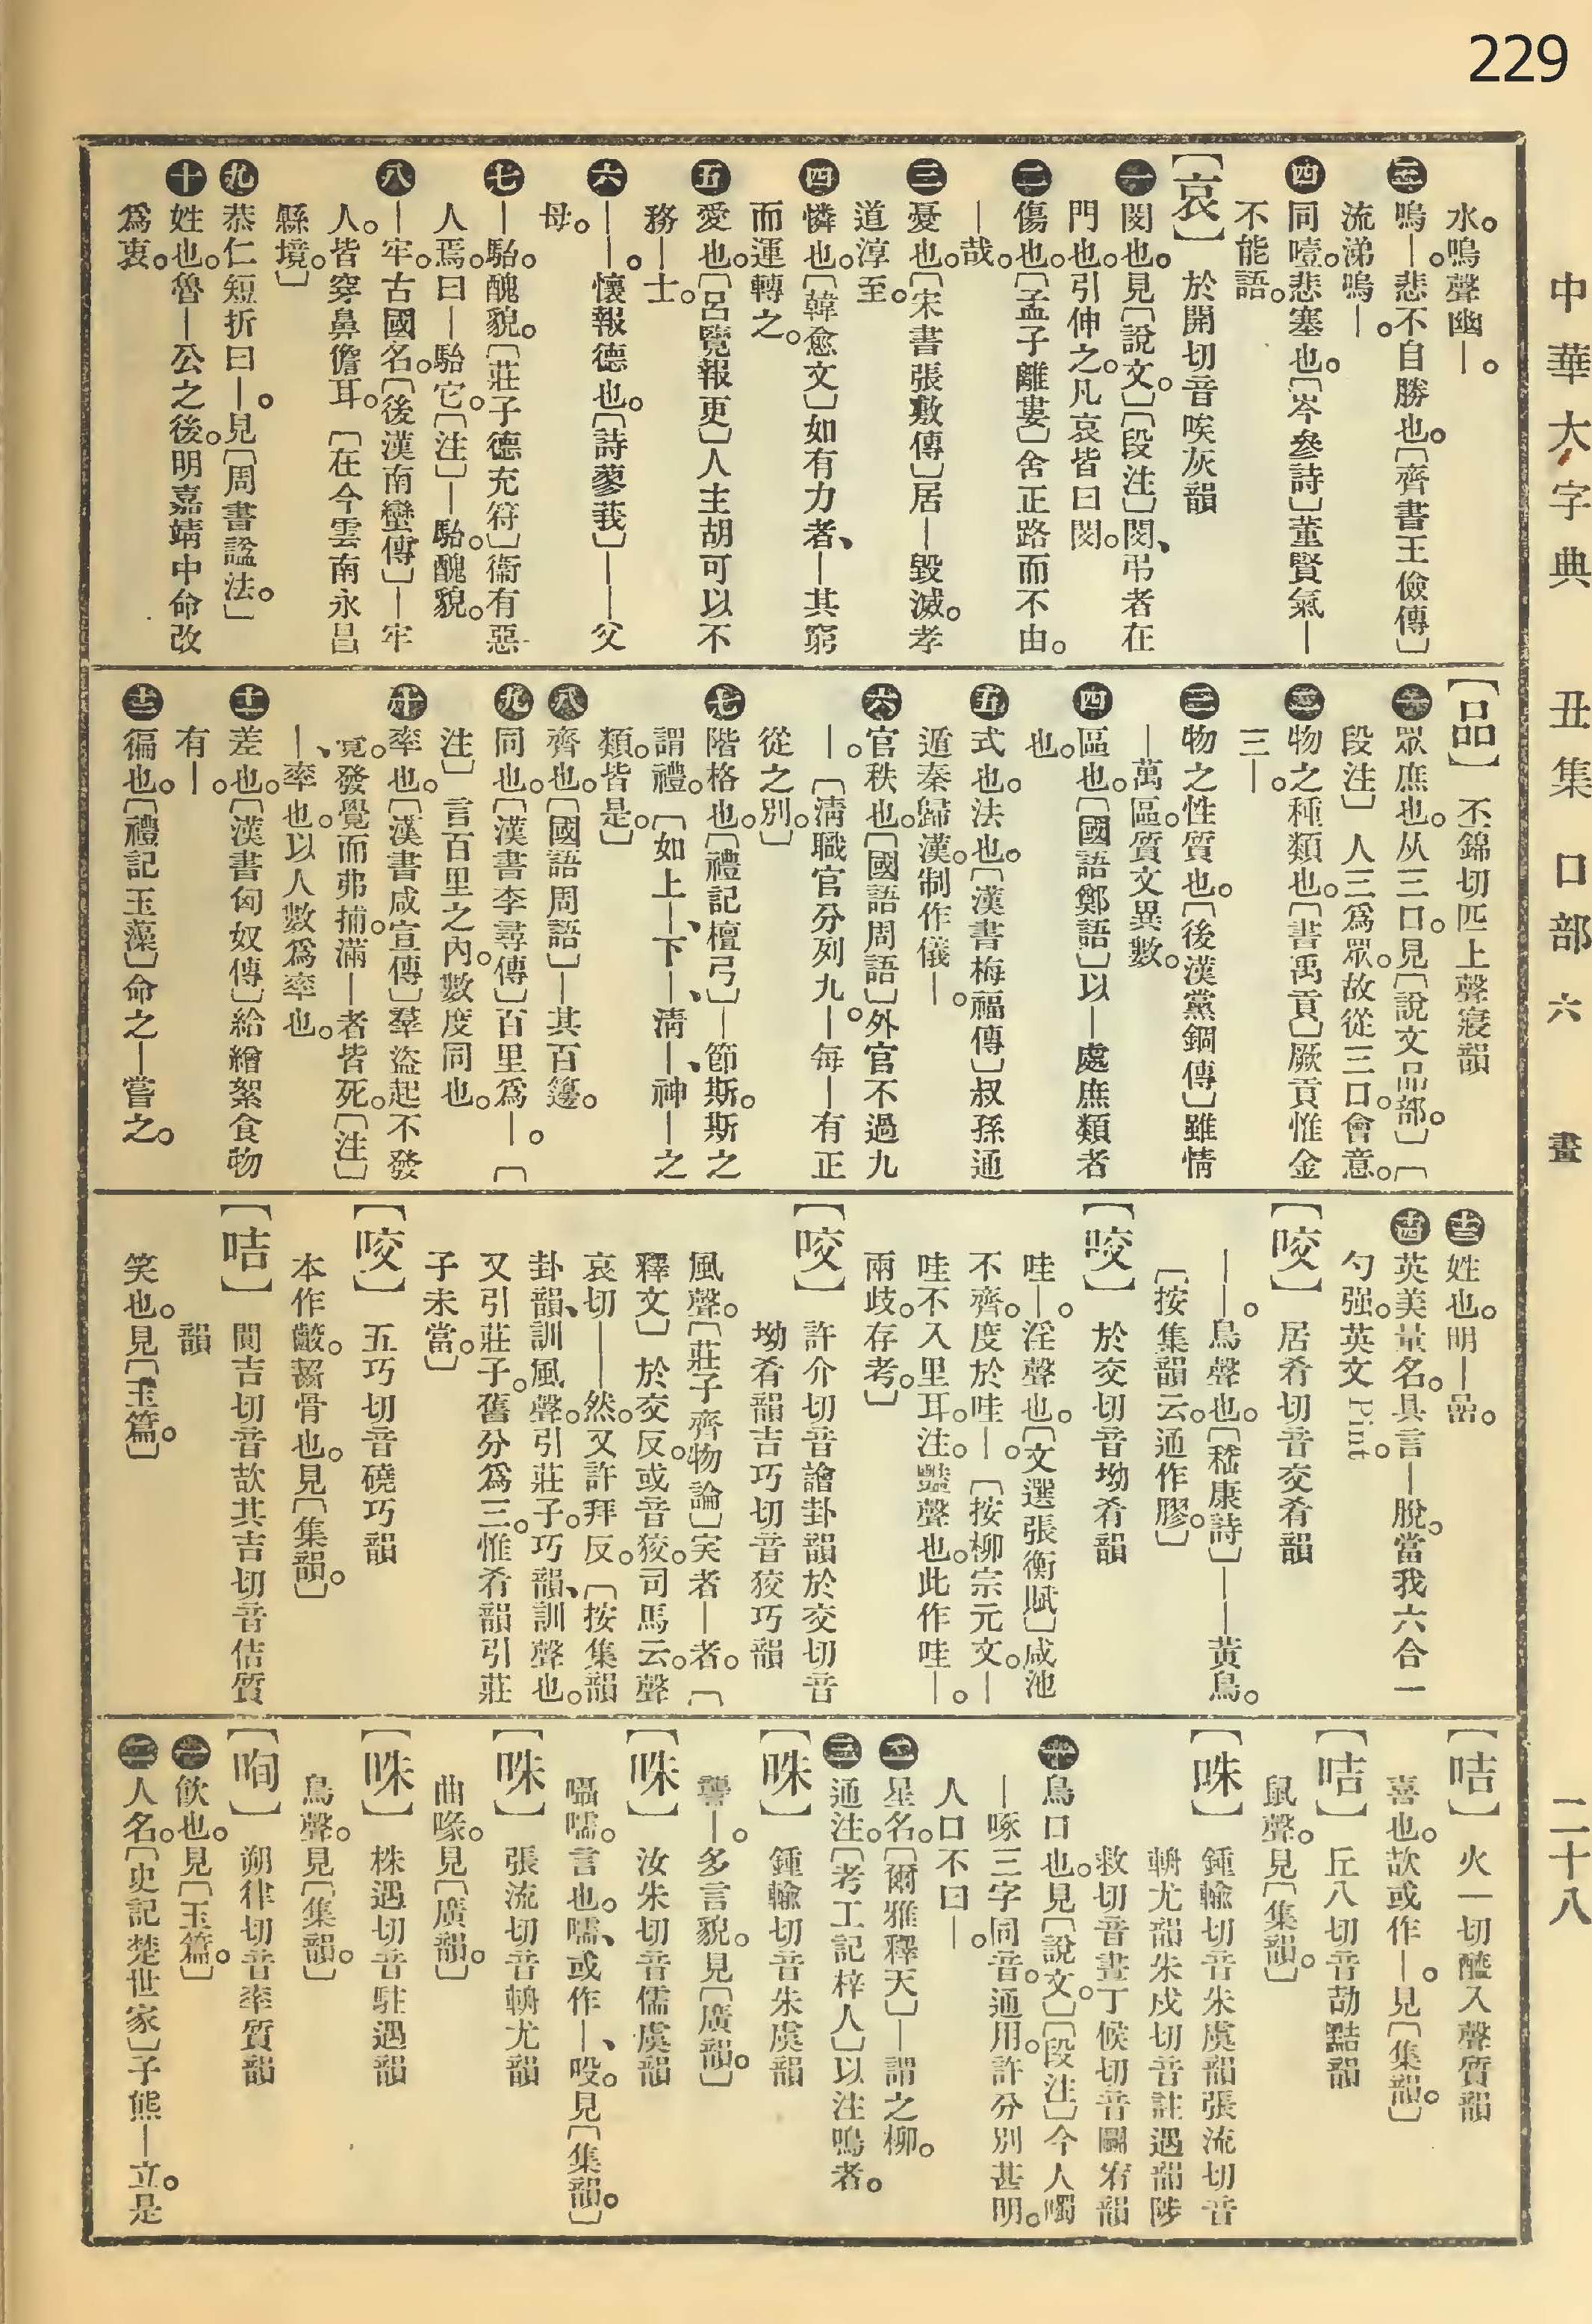 229
中華大字典 丑集 口部 六畫 二十八
水。鳴聲幽—。
㊂嗚—。悲不自勝也。〔齊書王儉傳〕
流涕嗚—。
㊃同噎。悲塞也。〔岑參詩〕董賢氣—
不能語。
【哀】於開切音唉灰韻
㊀閔也。見〔說文。〕〔段注〕閔、弔者在
門也。引伸之。凡哀皆曰閔。
㊁傷也。〔孟子離婁〕舍正路而不由。
—哉。
㊂憂也。〔宋書張敷傳〕居—毀滅。孝
道淳至。
㊃憐也。〔韓愈文〕如有力者、—其窮
而運轉之。
㊄愛也。〔呂覽報更〕人主胡可以不
務—士。
㊅——。懷報德也。〔詩蓼莪〕——父
母。
㊆—駘。醜貌。〔莊子德充符〕衞有惡
人焉。曰—駘它。〔注〕—駘。醜貌。
㊇—牢。古國名。〔後漢南蠻傳〕—牢
人。皆穿鼻儋耳。〔在今雲南永昌
縣境。〕
㊈恭仁短折曰—。見〔周書謚法。〕
㊉姓也。魯—公之後。明嘉靖中命改
爲衷。
【品】丕錦切匹上聲寑韻
㊀眾庶也。从三口。見〔說文品部。〕〔
段注〕人三爲眾。故從三口。會意。
㊁物之種類也。〔書禹貢〕厥貢惟金
三—。
㊂物之性質也。〔後漢黨錮傳〕雖情
—萬區。質文異數。
㊃區也。〔國語鄭語〕以—處庶類者
也。
㊄式也。法也。〔漢書梅福傳〕叔孫通
遁秦歸漢。制作儀—。
㊅官秩也。〔國語周語〕外官不過九
—。〔淸職官分列九—。每—有正
從之別。〕
㊆階格也。〔禮記檀弓〕—節斯。斯之
謂禮。〔如上—、下—、淸—、神—之
類。皆是。〕
㊇齊也。〔國語周語〕—其百籩。
㊈同也。〔漢書李尋傳〕百里爲—。〔
注〕言百里之內。數度同也。
㊉率也。〔漢書咸宣傳〕羣盜起不發
覺。發覺而弗捕。滿—者皆死。〔注〕
—、率也。以人數爲率也。
⑪差也。〔漢書匈奴傳〕給繒絮食物
有—。
⑫徧也。〔禮記玉藻〕命之—嘗之。
⑬姓也。明—嵒。
⑭英美量名。具言—脫。當我六合一
勺强。英文Pint。
【咬】居肴切音交肴韻
——。鳥聲也。〔嵇康詩〕——黃鳥。
〔按集韻云。通作膠。〕
【咬】於交切音坳肴韻
哇—。淫聲也。〔文選張衡賦〕咸池
不齊。度於哇—。〔按柳宗元文。—
哇不入里耳。注。豔聲也。此作哇—。
兩歧。存考。〕
【咬】許介切音譮卦韻於交切音
坳肴韻吉巧切音狡巧韻
風聲。〔莊子齊物論〕宎者—者。〔
釋文〕於交反。或音狡。司馬云。聲
哀切——然。又許拜反。〔按集韻
卦韻、訓風聲。引莊子。巧韻、訓聲也。
又引莊子。舊分爲三。惟肴韻引莊
子未當。〕
【咬】五巧切音磽巧韻
本作齩。齧骨也。見〔集韻。〕
【咭】闃吉切音欯其吉切音佶質
韻
笑也。見〔玉篇。〕
【咭】火一切醯入聲質韻
喜也。欯或作—。見〔集韻。〕
【咭】丘八切音劼黠韻
鼠聲。見〔集韻。〕
【咮】鍾輸切音朱虞韻張流切音
輈尤韻朱戍切音註遇韻陟
救切音晝丁候切音鬭宥韻
㊀鳥口也。見〔說文。〕〔段注〕今人噣
—啄三字同音。通用。許分別甚明。
人口不曰—。
㊁星名。〔爾雅釋天〕—謂之柳。
㊂通注。〔考工記梓人〕以注鳴者。
【咮】鍾輸切音朱虞韻
譻—。多言貌。見〔廣韻。〕
【咮】汝朱切音儒虞韻
囁嚅。言也。嚅、或作—、吺。見〔集韻。〕
【咮】張流切音輈尤韻
曲喙。見〔廣韻。〕
【咮】株遇切音駐遇韻
鳥聲。見〔集韻。〕
【咰】朔律切音率質韻
㊀飮也。見〔玉篇。〕
㊁人名。〔史記楚世家〕子熊—立。是